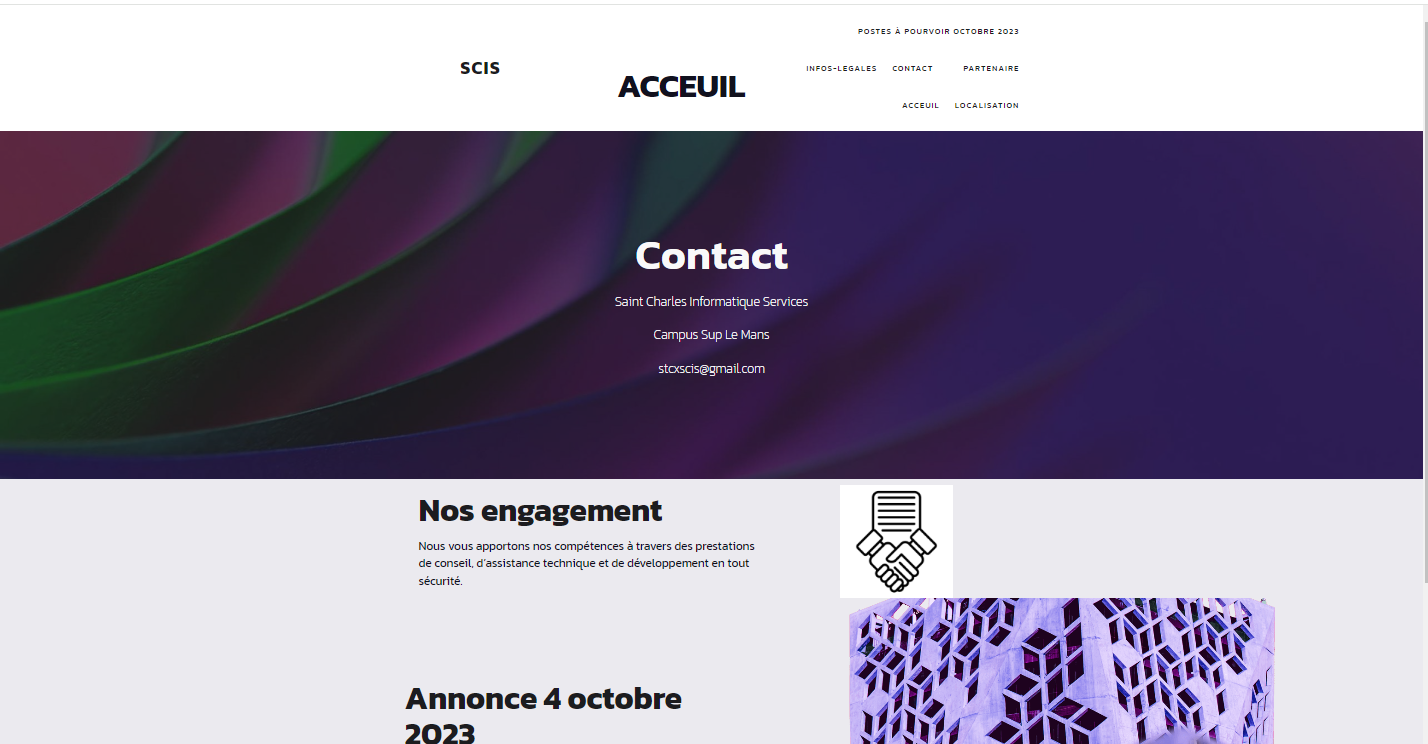 POSTES À POURVOIR OCTOBRE 2023
SCIS
ACCEUIL
INFOS-LEGALES CONTACT PARTENAIRE
ACCEUIL LOCALISATION
Contact
Saint Charles Informatique Services
Campus Sup Le Mans
stcxscis@gmail.com
Nos engagement
Nous vous apportons nos compétences à travers des prestations
de conseil, d’assistance technique et de développement en tout
sécurité.
Annonce 4 octobre
2023